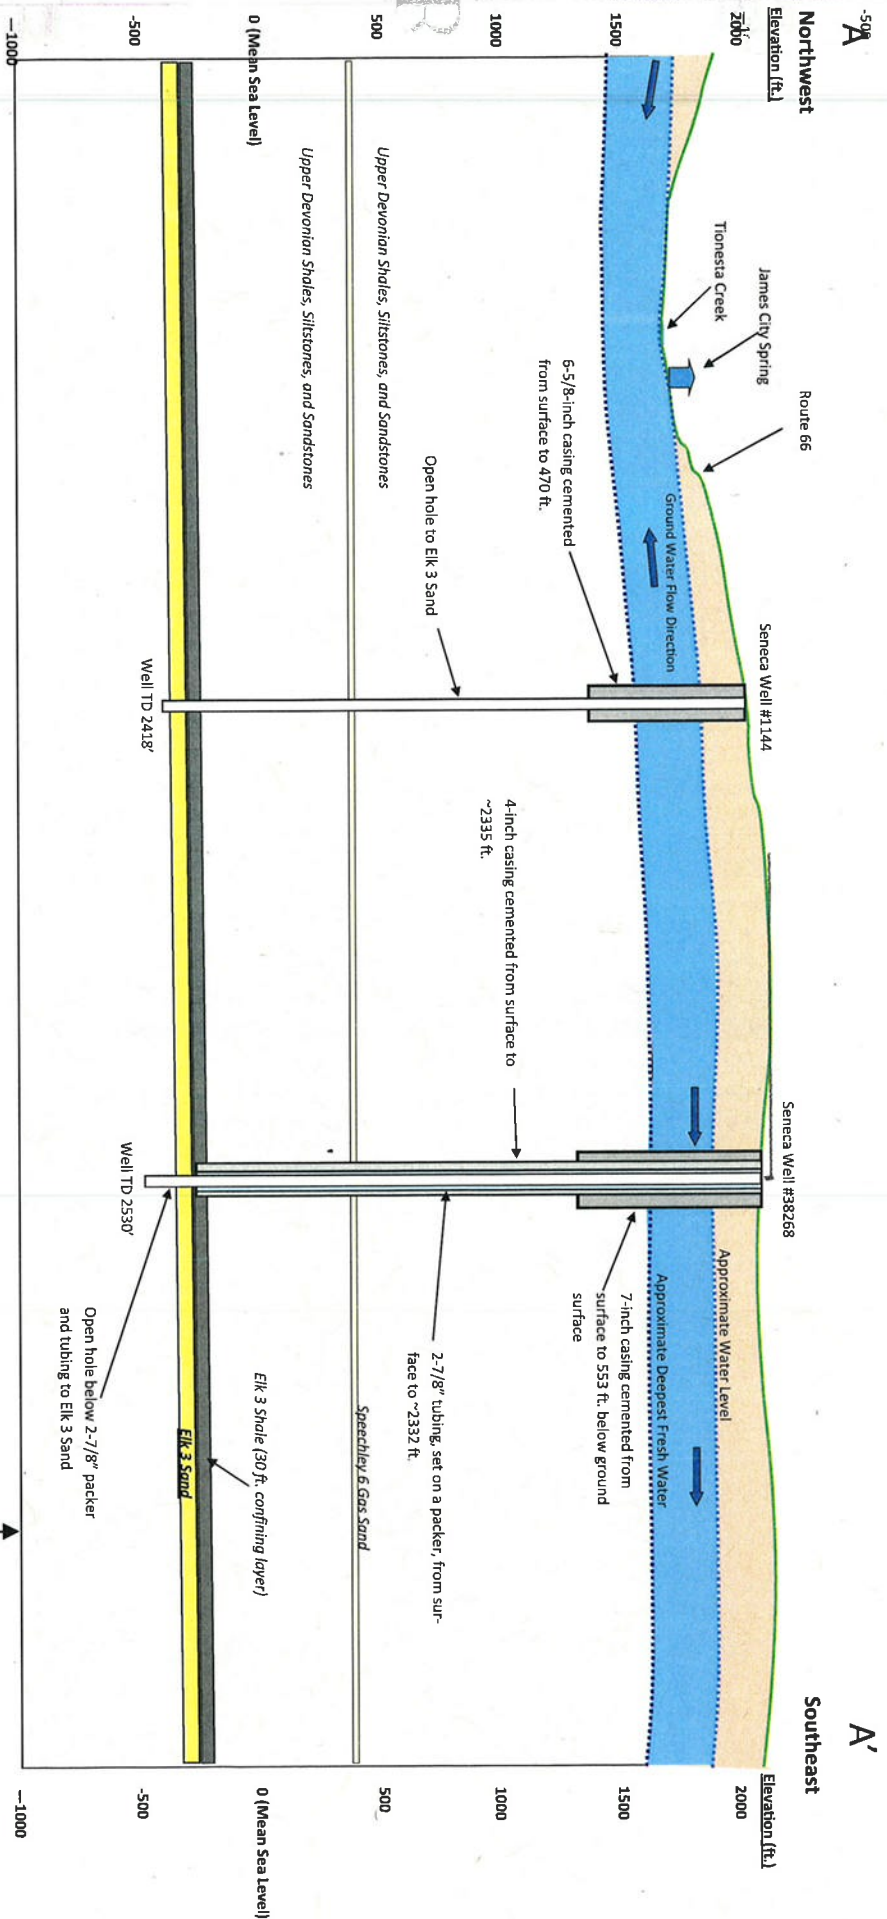 A
A'
Northwest
Southeast
Elevation (ft.)
2000
1500
1000
500
0 (Mean Sea Level)
-500
—1000
James City Spring
Tionesta Creek
Route 66
Seneca Well #1144
Seneca Well #38268
Ground Water Flow Direction
Approximate Water Level
Approximate Deepest Fresh Water
6-5/8-inch casing cemented
from surface to 470 ft.
Open hole to Elk 3 Sand
4-inch casing cemented from surface to
~2335 ft.
7-inch casing cemented from
surface to 553 ft. below ground
surface
2-7/8" tubing, set on a packer, from sur-
face to ~2332 ft.
Upper Devonian Shales, Siltstones, and Sandstones
Speechley 6 Gas Sand
Upper Devonian Shales, Siltstones, and Sandstones
Elk 3 Shale (30 ft. confining layer)
Elk 3 Sand
Well TD 2418'
Well TD 2530'
Open hole below 2-7/8" packer
and tubing to Elk 3 Sand
Elevation (ft.)
2000
1500
1000
500
0 (Mean Sea Level)
-500
—1000
-500